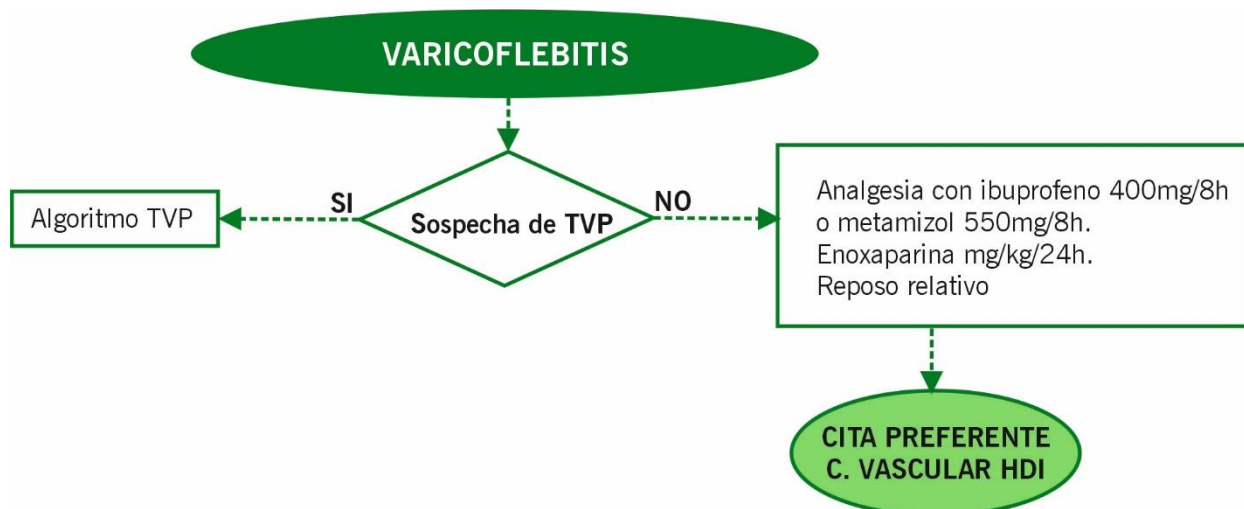 VARICOFLEBITIS
SI
NO
Algoritmo TVP
Sospecha de TVP
Analgesia con ibuprofeno 400mg/8h
o metamizol 550mg/8h.
Enoxaparina mg/kg/24h.
Reposo relativo
CITA PREFERENTE
C. VASCULAR HDI